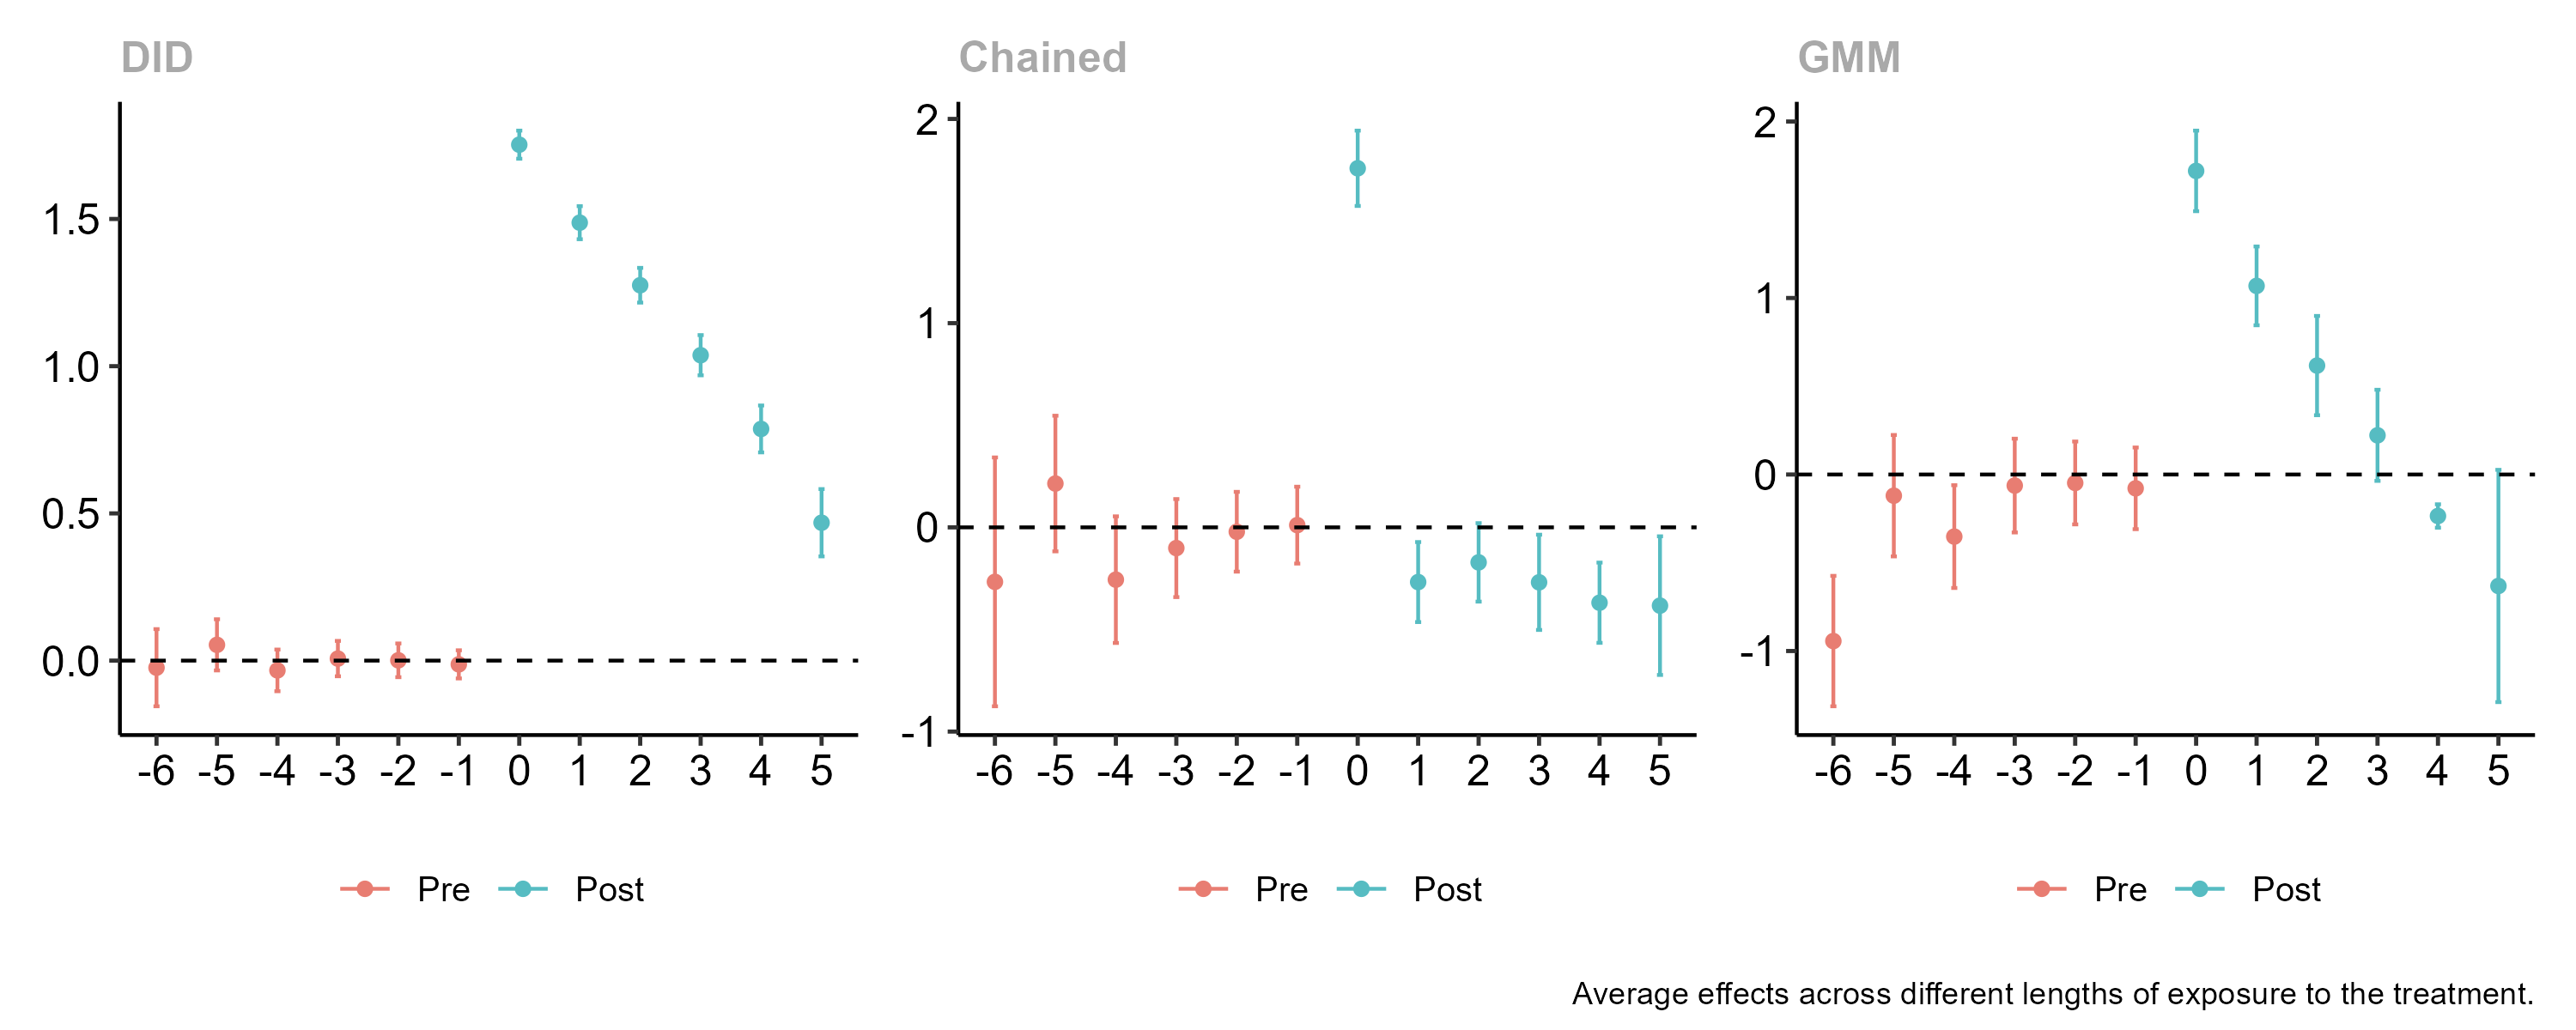 DID
1.5
1.0
0.5
0.0
-6 -5 -4 -3 -2 -1 0 1 2 3 4 5
Pre Post
Chained
2
1
0
-1
-6 -5 -4 -3 -2 -1 0 1 2 3 4 5
Pre Post
GMM
2
1
0
-1
-6 -5 -4 -3 -2 -1 0 1 2 3 4 5
Pre Post
Average effects across different lengths of exposure to the treatment.